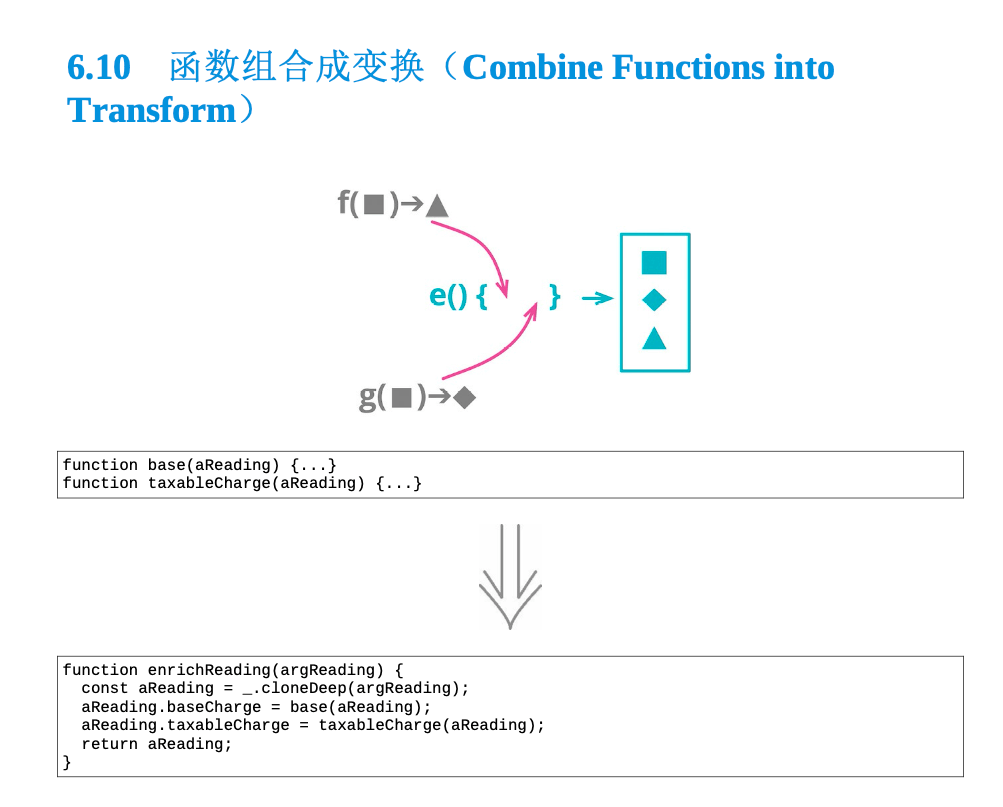 6.10 函数组合成变换（Combine Functions into
Transform）
f(■)→▲
e() { } →
g(■)→◆
function base(aReading) {...}
function taxableCharge(aReading) {...}
function enrichReading(argReading) {
  const aReading = _.cloneDeep(argReading);
  aReading.baseCharge = base(aReading);
  aReading.taxableCharge = taxableCharge(aReading);
  return aReading;
}